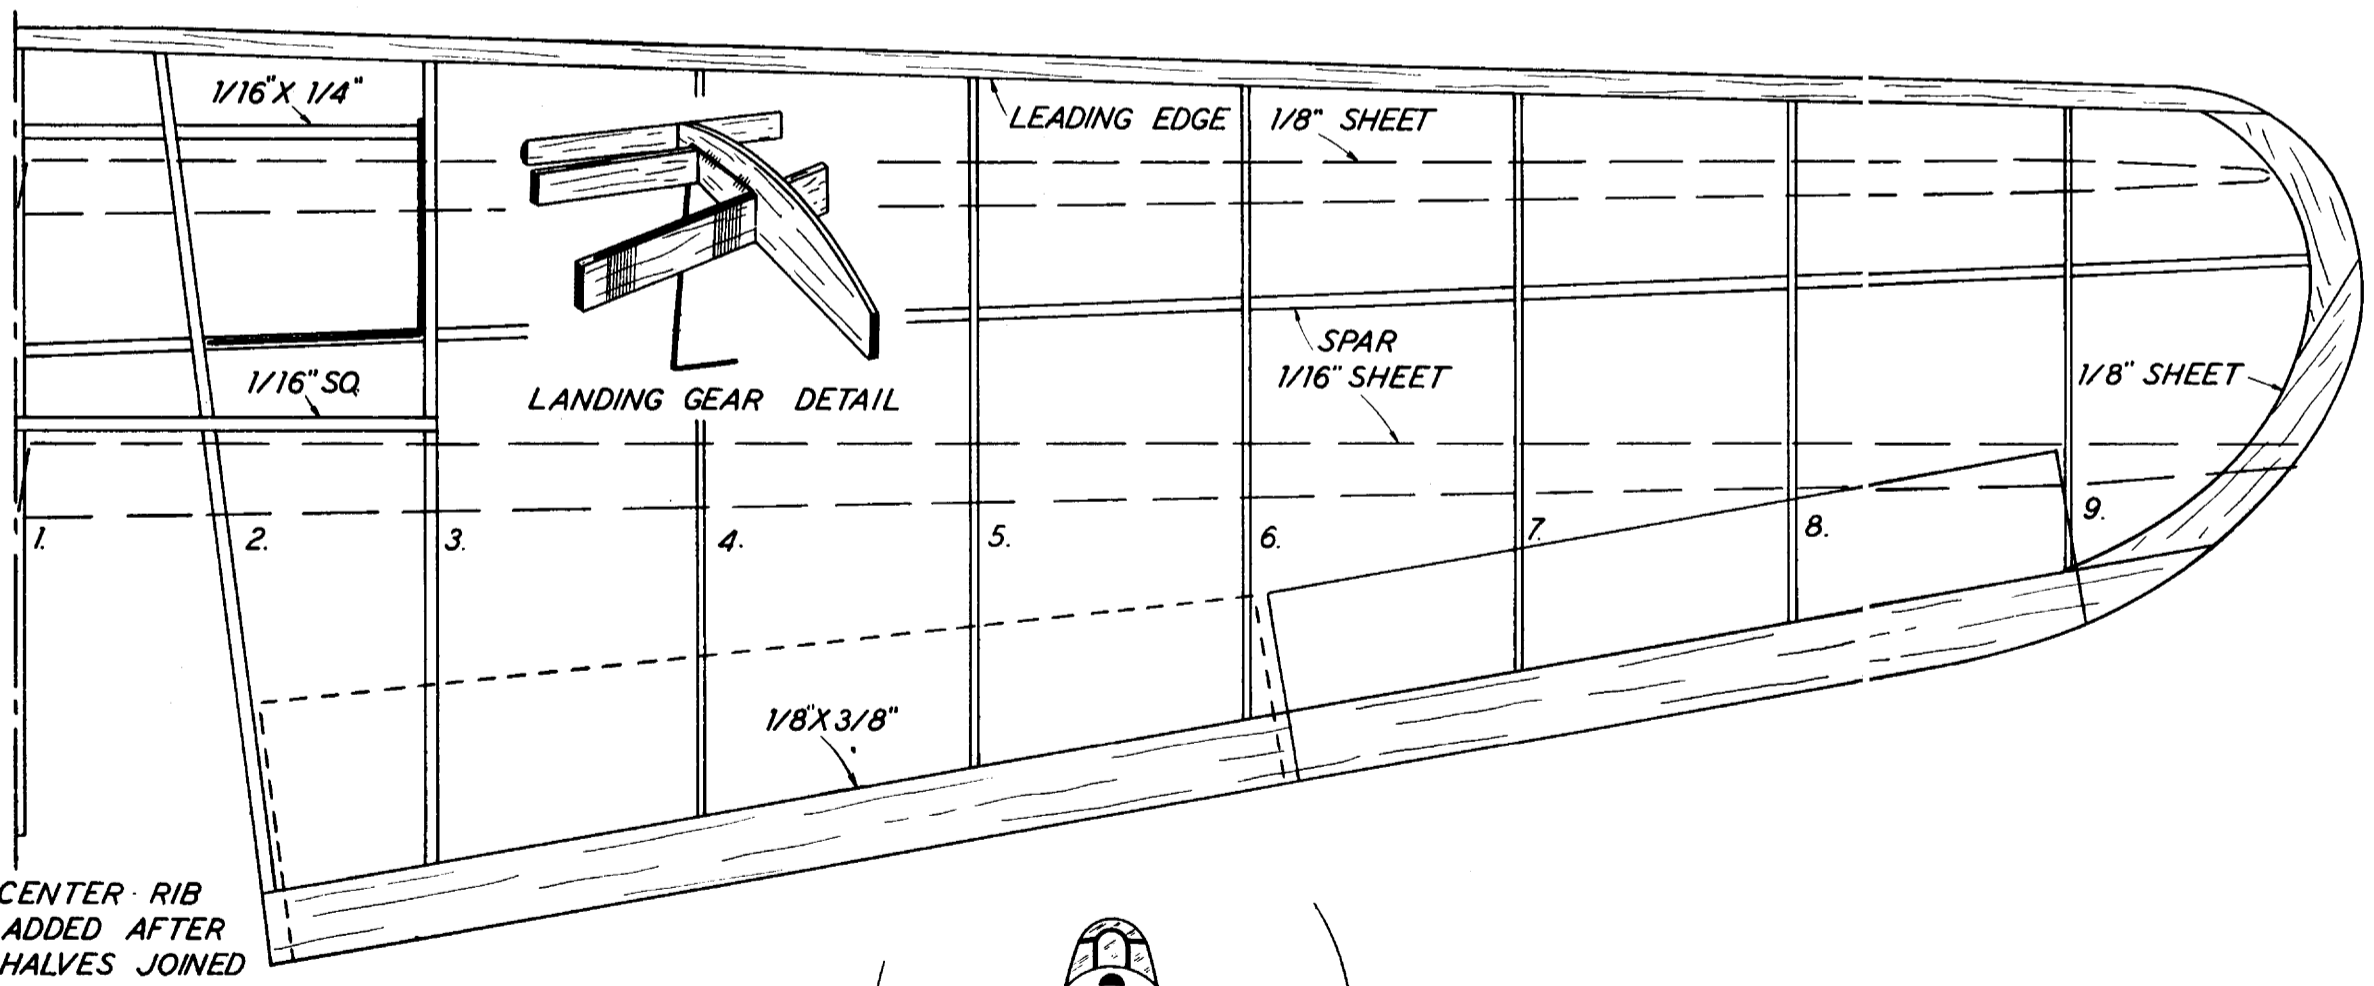 1/16" X 1/4"
LEADING EDGE
1/8" SHEET
SPAR
1/16" SHEET
1/8" SHEET
1/16" SQ.
LANDING GEAR DETAIL
1.
2.
3.
4.
5.
6.
7.
8.
9.
1/8" X 3/8"
CENTER RIB
ADDED AFTER
HALVES JOINED